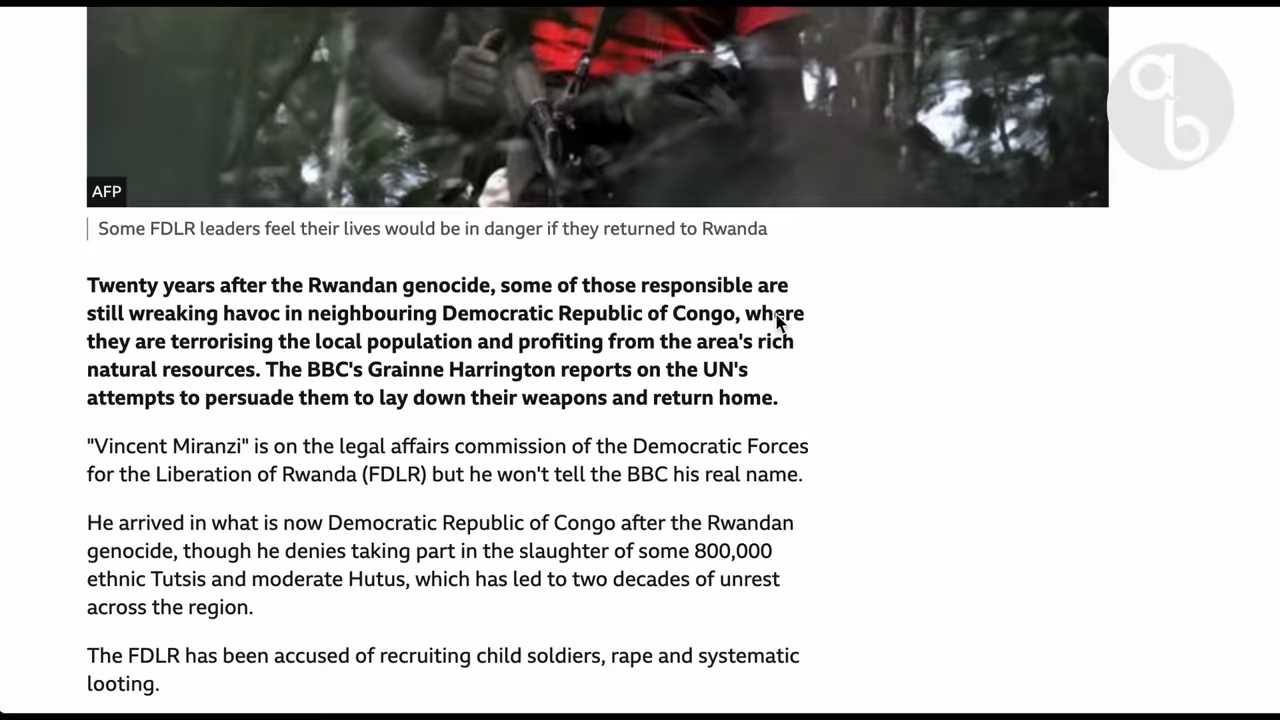 ab
AFP
Some FDLR leaders feel their lives would be in danger if they returned to Rwanda
Twenty years after the Rwandan genocide, some of those responsible are
still wreaking havoc in neighbouring Democratic Republic of Congo, where
they are terrorising the local population and profiting from the area's rich
natural resources. The BBC's Grainne Harrington reports on the UN's
attempts to persuade them to lay down their weapons and return home.
"Vincent Miranzi" is on the legal affairs commission of the Democratic Forces
for the Liberation of Rwanda (FDLR) but he won't tell the BBC his real name.
He arrived in what is now Democratic Republic of Congo after the Rwandan
genocide, though he denies taking part in the slaughter of some 800,000
ethnic Tutsis and moderate Hutus, which has led to two decades of unrest
across the region.
The FDLR has been accused of recruiting child soldiers, rape and systematic
looting.